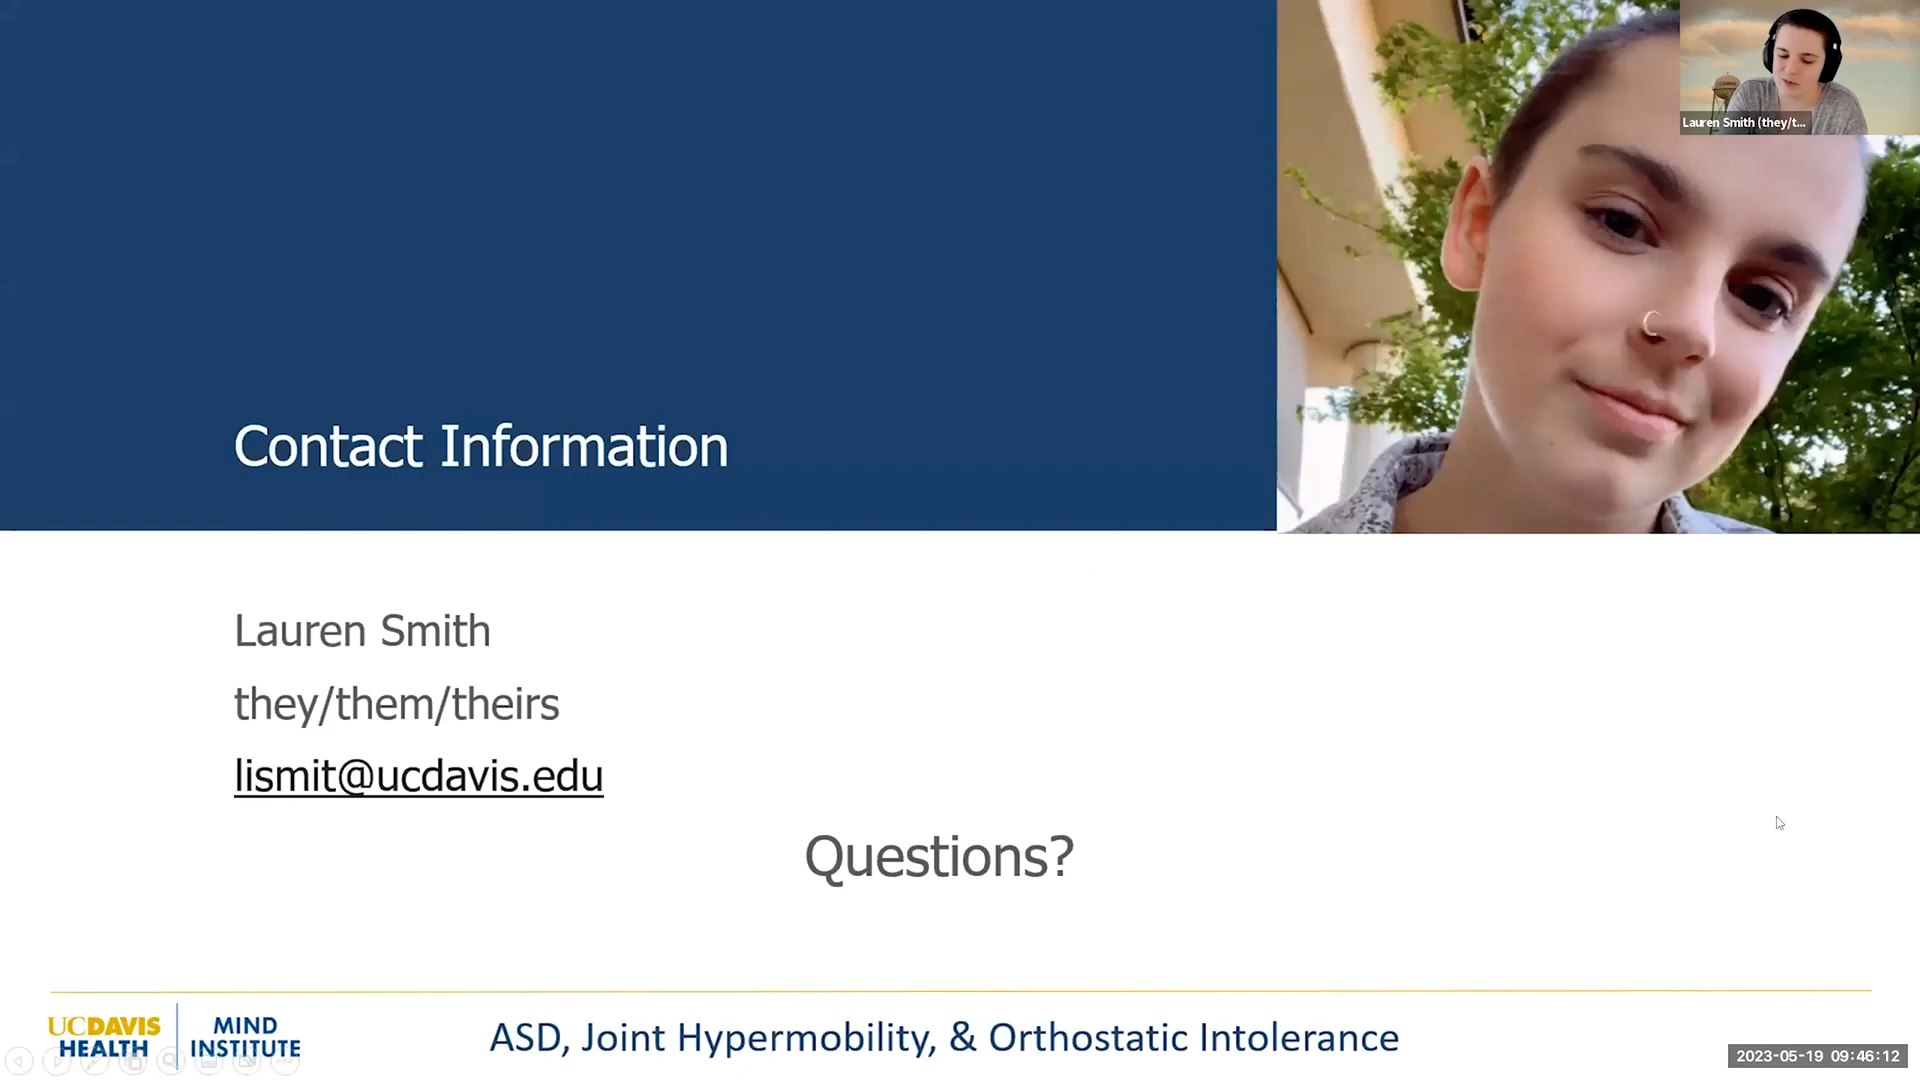 Lauren Smith (they/t...
Contact Information
Lauren Smith
they/them/theirs
lismit@ucdavis.edu
Questions?
UCDAVIS
HEALTH
MIND
INSTITUTE
ASD, Joint Hypermobility, & Orthostatic Intolerance
2023-05-19 09:46:12